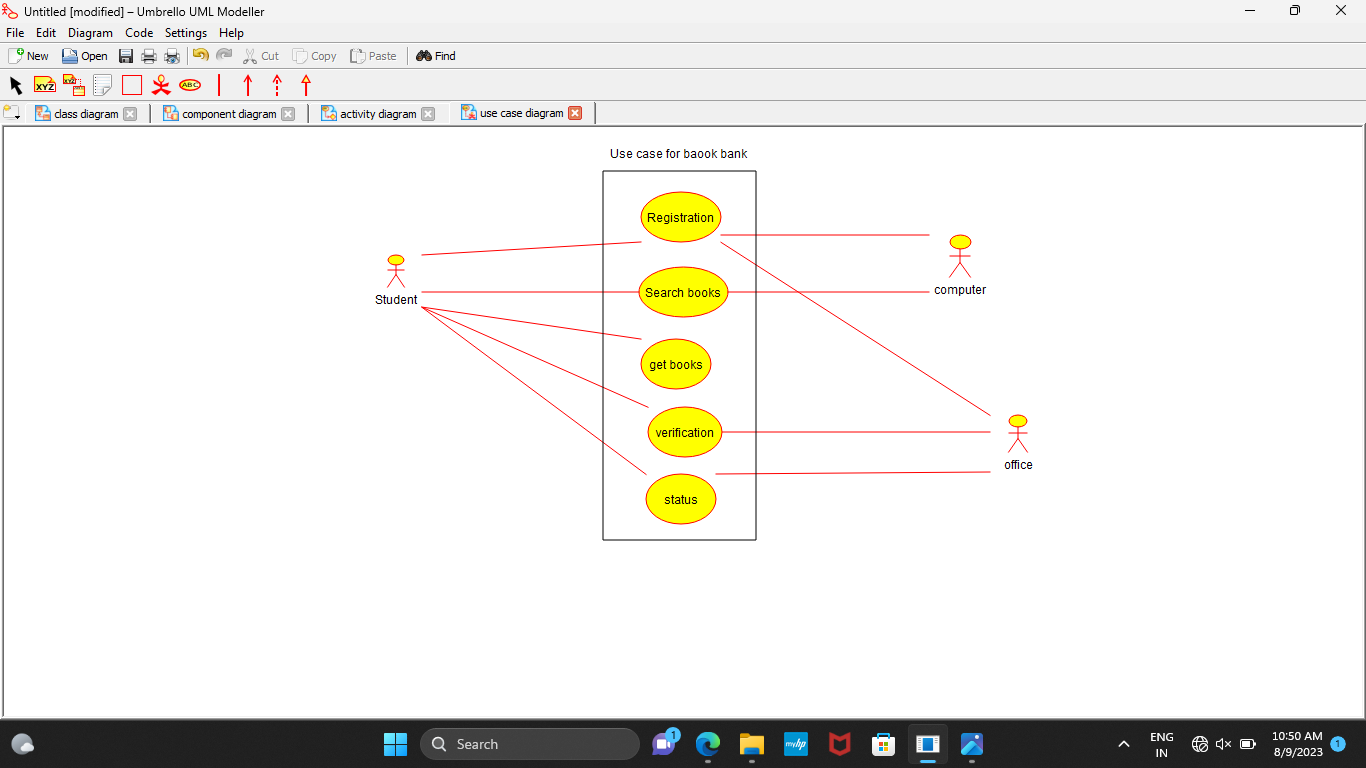 Untitled [modified] – Umbrello UML Modeller
File Edit Diagram Code Settings Help
New Open Cut Copy Paste Find
XYZ XYZ ABC
class diagram component diagram activity diagram use case diagram
Use case for baook bank
Registration
Student
computer
Search books
get books
verification
office
status
Search
1
myhp
ENG
IN
10:50 AM
8/9/2023
1